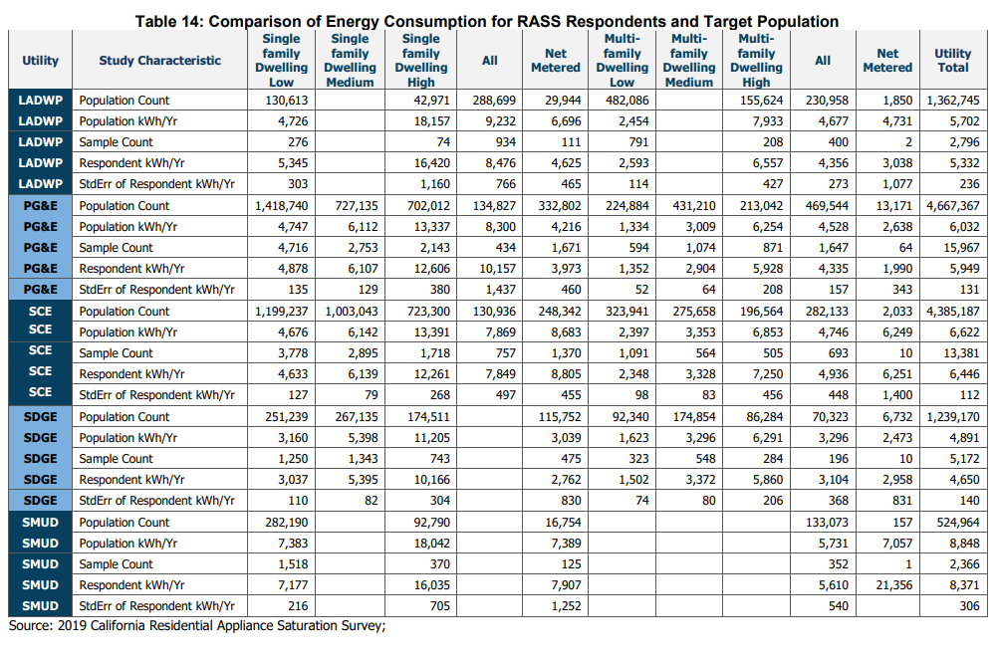 Table 14: Comparison of Energy Consumption for RASS Respondents and Target Population
Utility Study Characteristic Single family Dwelling Low Single family Dwelling Medium Single family Dwelling High All Net Metered Multi-family Dwelling Low Multi-family Dwelling Medium Multi-family Dwelling High All Net Metered Utility Total
LADWP Population Count 130,613 42,971 288,699 29,944 482,086 155,624 230,958 1,850 1,362,745
LADWP Population kWh/Yr 4,726 18,157 9,232 6,696 2,454 7,933 4,677 4,731 5,702
LADWP Sample Count 276 74 934 111 791 208 400 2 2,796
LADWP Respondent kWh/Yr 5,345 16,420 8,476 4,625 2,593 6,557 4,356 3,038 5,332
LADWP StdErr of Respondent kWh/Yr 303 1,160 766 465 114 427 273 1,077 236
PG&E Population Count 1,418,740 727,135 702,012 134,827 332,802 224,884 431,210 213,042 469,544 13,171 4,667,367
PG&E Population kWh/Yr 4,747 6,112 13,337 8,300 4,216 1,334 3,009 6,254 4,528 2,638 6,032
PG&E Sample Count 4,716 2,753 2,143 434 1,671 594 1,074 871 1,647 64 15,967
PG&E Respondent kWh/Yr 4,878 6,107 12,606 10,157 3,973 1,352 2,904 5,928 4,335 1,990 5,949
PG&E StdErr of Respondent kWh/Yr 135 129 380 1,437 460 52 64 208 157 343 131
SCE Population Count 1,199,237 1,003,043 723,300 130,936 248,342 323,941 275,658 196,564 282,133 2,033 4,385,187
SCE Population kWh/Yr 4,676 6,142 13,391 7,869 8,683 2,397 3,353 6,853 4,746 6,249 6,622
SCE Sample Count 3,778 2,895 1,718 757 1,370 1,091 564 505 693 10 13,381
SCE Respondent kWh/Yr 4,633 6,139 12,261 7,849 8,805 2,348 3,328 7,250 4,936 6,251 6,446
SCE StdErr of Respondent kWh/Yr 127 79 268 497 455 98 83 456 448 1,400 112
SDGE Population Count 251,239 267,135 174,511 115,752 92,340 174,854 86,284 70,323 6,732 1,239,170
SDGE Population kWh/Yr 3,160 5,398 11,205 3,039 1,623 3,296 6,291 3,296 2,473 4,891
SDGE Sample Count 1,250 1,343 743 475 323 548 284 196 10 5,172
SDGE Respondent kWh/Yr 3,037 5,395 10,166 2,762 1,502 3,372 5,860 3,104 2,958 4,650
SDGE StdErr of Respondent kWh/Yr 110 82 304 830 74 80 206 368 831 140
SMUD Population Count 282,190 92,790 16,754 133,073 157 524,964
SMUD Population kWh/Yr 7,383 18,042 7,389 5,731 7,057 8,848
SMUD Sample Count 1,518 370 125 352 1 2,366
SMUD Respondent kWh/Yr 7,177 16,035 7,907 5,610 21,356 8,371
SMUD StdErr of Respondent kWh/Yr 216 705 1,252 540 306
Source: 2019 California Residential Appliance Saturation Survey;